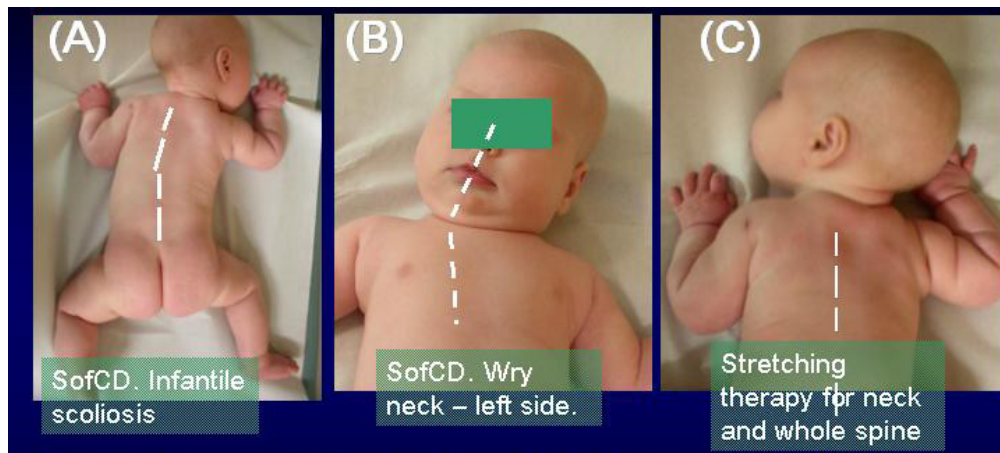 (A)
(B)
(C)
SofCD. Infantile
scoliosis
SofCD. Wry
neck – left side.
Stretching
therapy for neck
and whole spine